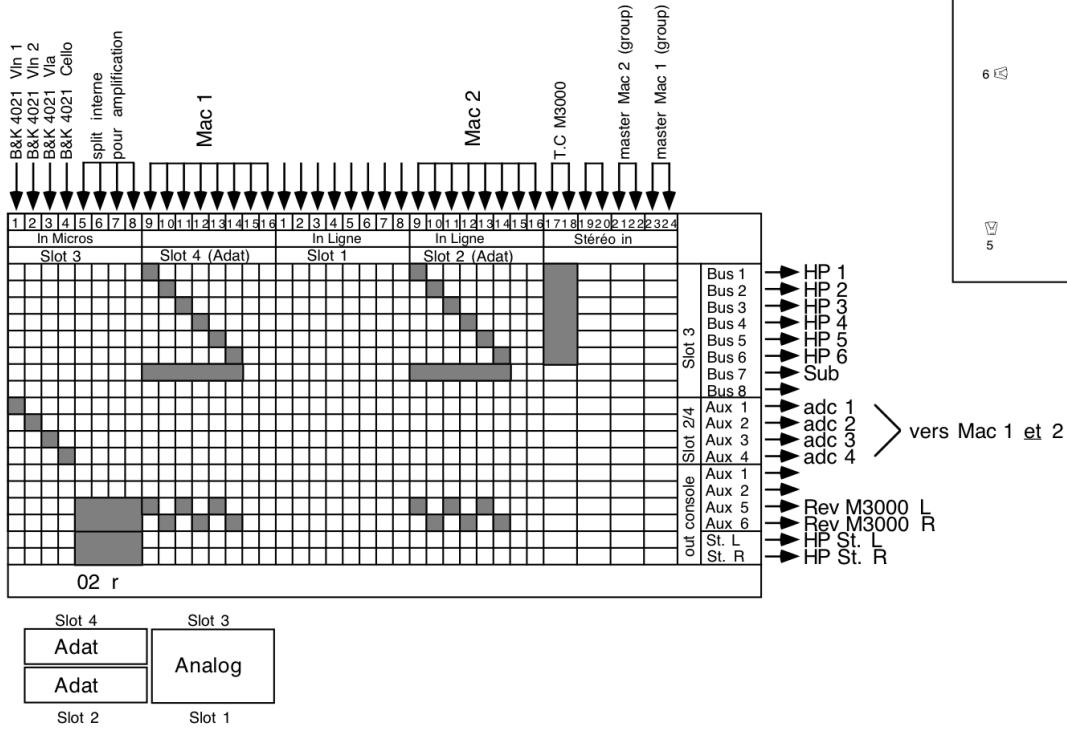 B&K 4021 Vln 1
B&K 4021 Vln 2
B&K 4021 Vla
B&K 4021 Cello
split interne
pour amplification
Mac 1
Mac 2
T.C M3000
master Mac 2 (group)
master Mac 1 (group)
6
5
1 2 3 4 5 6 7 8 9 10 11 12 13 14 15 16 1 2 3 4 5 6 7 8 9 10 11 12 13 14 15 16 17 18 19 20 21 22 23 24
In Micros In Ligne In Ligne Stéréo in
Slot 3 Slot 4 (Adat) Slot 1 Slot 2 (Adat)
Slot 3
Bus 1 HP 1
Bus 2 HP 2
Bus 3 HP 3
Bus 4 HP 4
Bus 5 HP 5
Bus 6 HP 6
Bus 7 Sub
Bus 8
Slot 2/4
Aux 1 adc 1
Aux 2 adc 2
Aux 3 adc 3
Aux 4 adc 4
vers Mac 1 et 2
out console
Aux 1
Aux 2
Aux 5 Rev M3000 L
Aux 6 Rev M3000 R
St. L HP St. L
St. R HP St. R
02 r
Slot 4 Slot 3
Adat
Analog
Adat
Slot 2 Slot 1